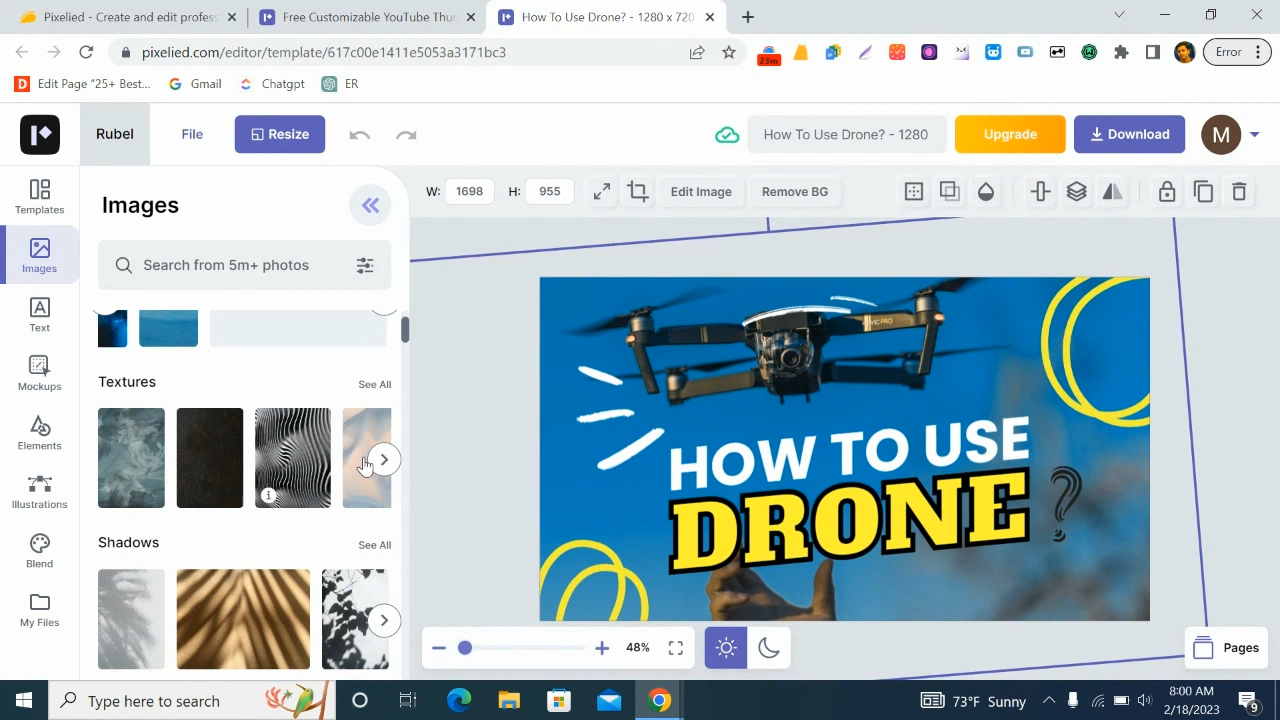 Pixelied - Create and edit profess
Free Customizable YouTube Thu
How To Use Drone? - 1280 x 720
pixelied.com/editor/template/617c00e1411e5053a3171bc3
23m
Error
Edit Page “25+ Best...
Gmail
Chatgpt
ER
Rubel
File
Resize
How To Use Drone? - 1280
Upgrade
Download
M
Templates
Images
Text
Mockups
Elements
Illustrations
Blend
My Files
Images
Search from 5m+ photos
Textures
See All
Shadows
See All
W: 1698
H: 955
Edit Image
Remove BG
HOW TO USE
DRONE ?
48%
Pages
Type here to search
73°F Sunny
8:00 AM
2/18/2023
9